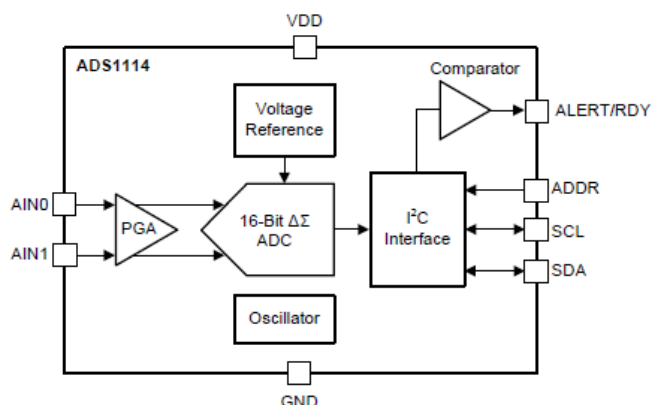 VDD
ADS1114
Comparator
Voltage
Reference
ALERT/RDY
ADDR
AIN0
PGA
16-Bit ΔΣ
ADC
I²C
Interface
SCL
AIN1
SDA
Oscillator
GND